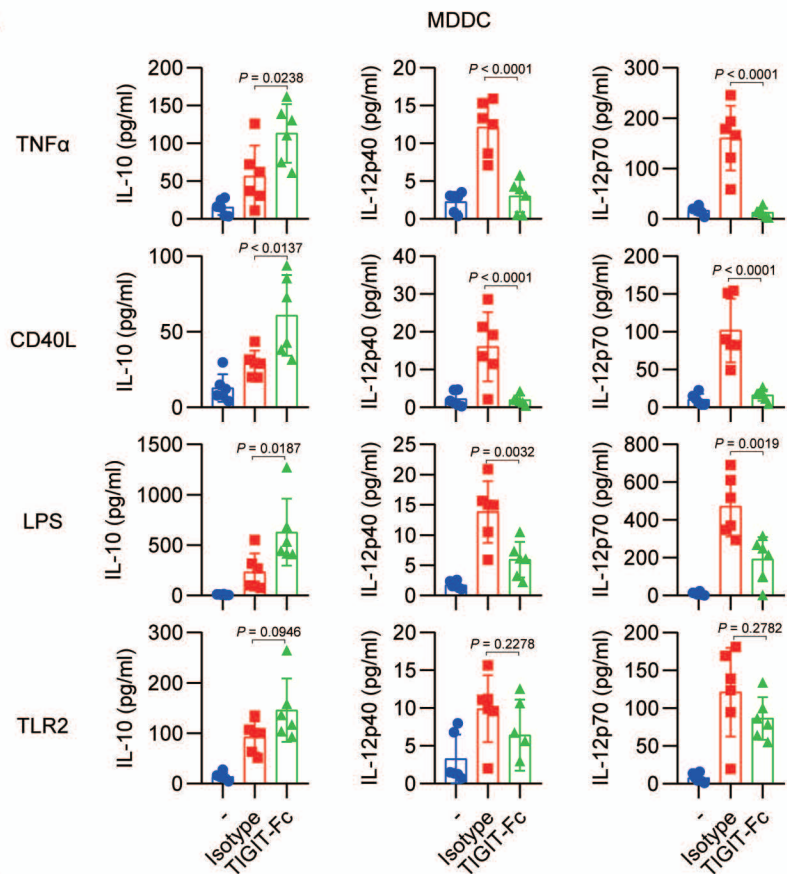 MDDC
TNFα
IL-10 (pg/ml)
200
150
100
50
0
P = 0.0238
IL-12p40 (pg/ml)
20
15
10
5
0
P < 0.0001
IL-12p70 (pg/ml)
300
200
100
0
P < 0.0001
CD40L
IL-10 (pg/ml)
100
50
0
P < 0.0137
IL-12p40 (pg/ml)
40
30
20
10
0
P < 0.0001
IL-12p70 (pg/ml)
200
150
100
50
0
P < 0.0001
LPS
IL-10 (pg/ml)
1500
1000
500
0
P = 0.0187
IL-12p40 (pg/ml)
25
20
15
10
5
0
P = 0.0032
IL-12p70 (pg/ml)
800
600
400
200
0
P = 0.0019
TLR2
IL-10 (pg/ml)
300
200
100
0
P = 0.0946
IL-12p40 (pg/ml)
20
15
10
5
0
P = 0.2278
IL-12p70 (pg/ml)
200
150
100
50
0
P = 0.2782
-
Isotype
TIGIT-Fc
-
Isotype
TIGIT-Fc
-
Isotype
TIGIT-Fc